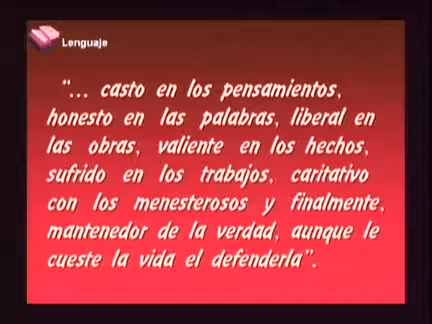 Lenguaje
"... casto en los pensamientos,
honesto en las palabras, liberal en
las obras, valiente en los hechos,
sufrido en los trabajos, caritativo
con los menesterosos y finalmente,
mantenedor de la verdad, aunque le
cueste la vida el defenderla".